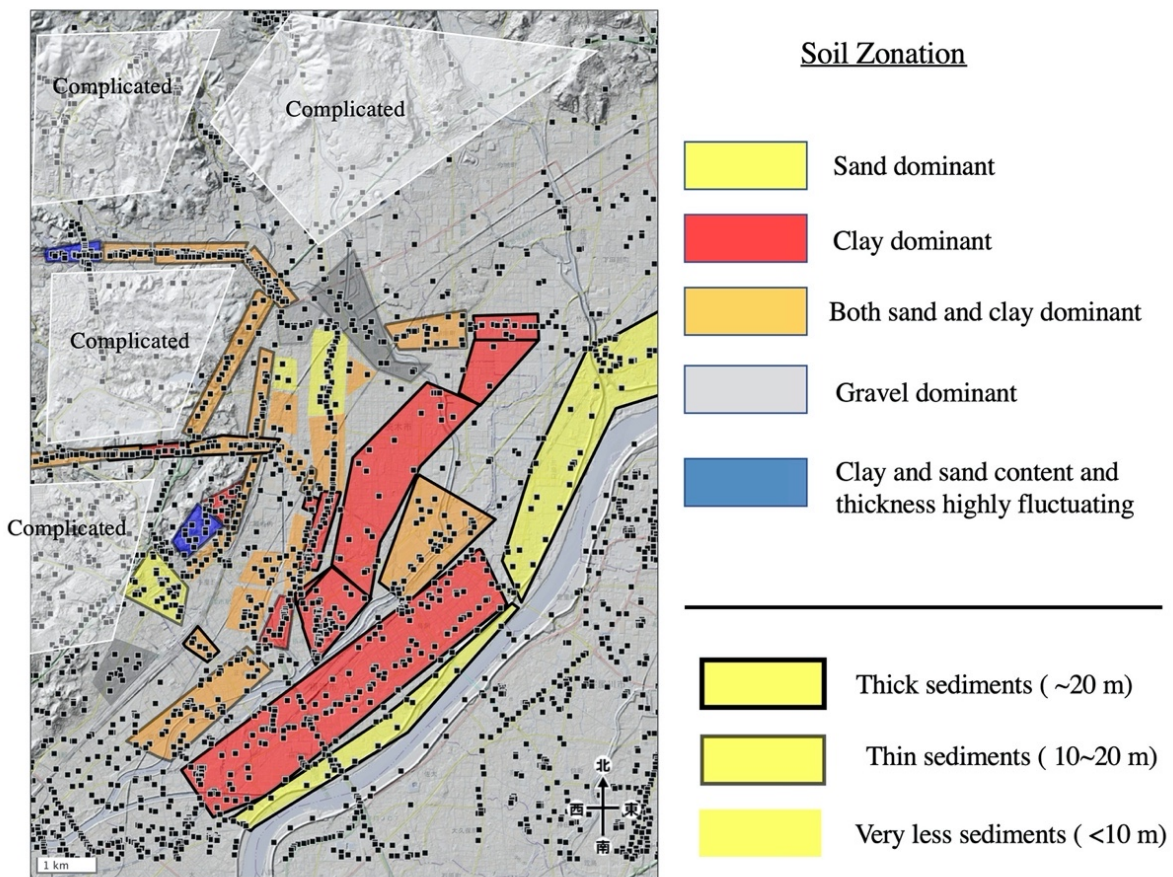 Soil Zonation
Complicated
Complicated
Sand dominant
Clay dominant
Both sand and clay dominant
Complicated
Gravel dominant
Clay and sand content and
thickness highly fluctuating
Complicated
Thick sediments ( ~20 m)
Thin sediments ( 10~20 m)
Very less sediments ( <10 m)
北
西 東
南
1 km